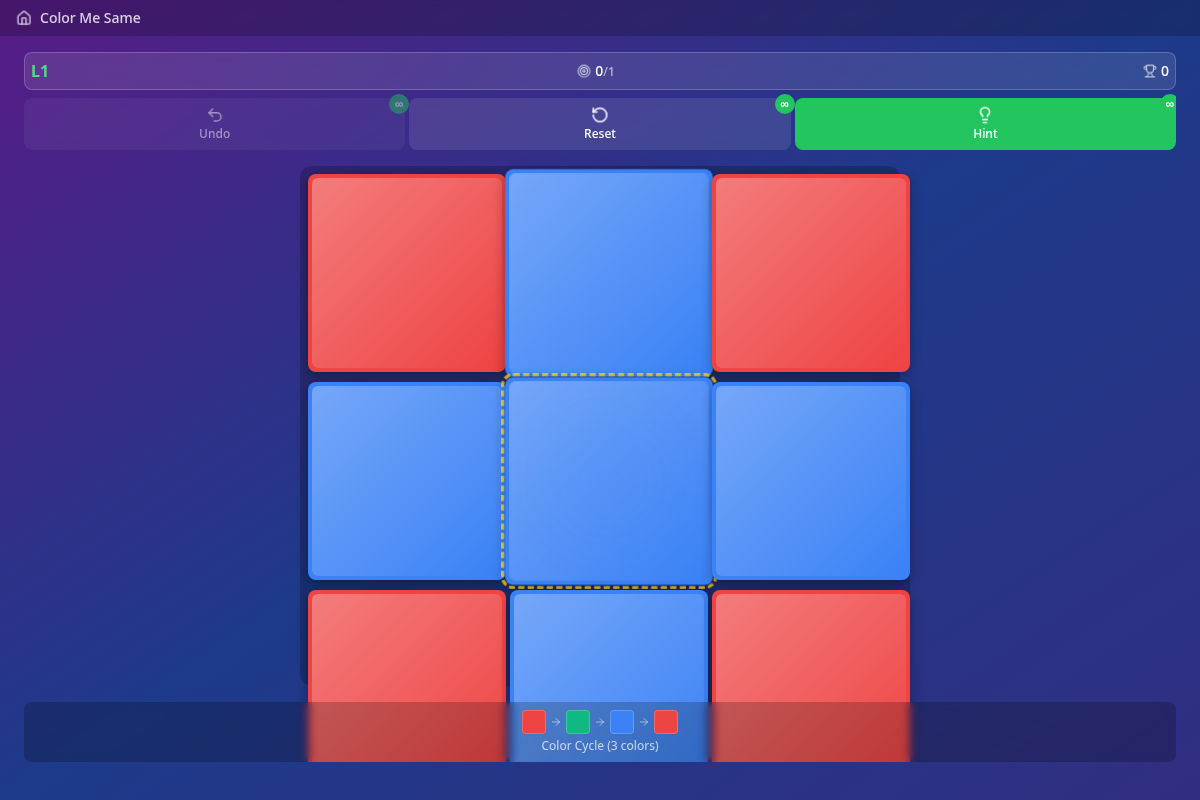 Color Me Same
L1
0/1
0
∞
∞
∞
Undo
Reset
Hint
Color Cycle (3 colors)